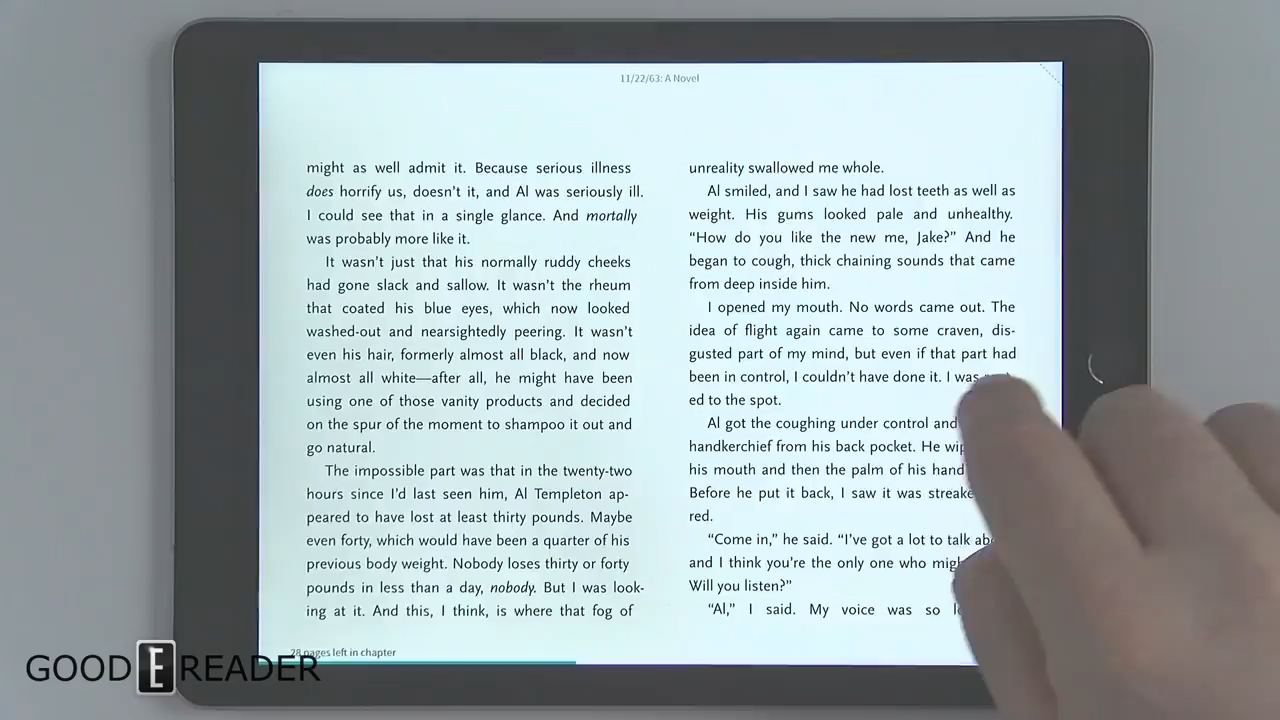 11/22/63: A Novel
might as well admit it. Because serious illness
does horrify us, doesn't it, and Al was seriously ill.
I could see that in a single glance. And mortally
was probably more like it.
It wasn't just that his normally ruddy cheeks
had gone slack and sallow. It wasn't the rheum
that coated his blue eyes, which now looked
washed-out and nearsightedly peering. It wasn't
even his hair, formerly almost all black, and now
almost all white—after all, he might have been
using one of those vanity products and decided
on the spur of the moment to shampoo it out and
go natural.
The impossible part was that in the twenty-two
hours since I'd last seen him, Al Templeton ap-
peared to have lost at least thirty pounds. Maybe
even forty, which would have been a quarter of his
previous body weight. Nobody loses thirty or forty
pounds in less than a day, nobody. But I was look-
ing at it. And this, I think, is where that fog of
unreality swallowed me whole.
Al smiled, and I saw he had lost teeth as well as
weight. His gums looked pale and unhealthy.
“How do you like the new me, Jake?” And he
began to cough, thick chaining sounds that came
from deep inside him.
I opened my mouth. No words came out. The
idea of flight again came to some craven, dis-
gusted part of my mind, but even if that part had
been in control, I couldn't have done it. I was
ed to the spot.
Al got the coughing under control and
handkerchief from his back pocket. He
his mouth and then the palm of his hand
Before he put it back, I saw it was
red.
“Come in,” he said. “I've got a lot to talk
and I think you're the only one who
Will you listen?”
“Al,” I said. My voice was so
28 pages left in chapter
GOOD E READER